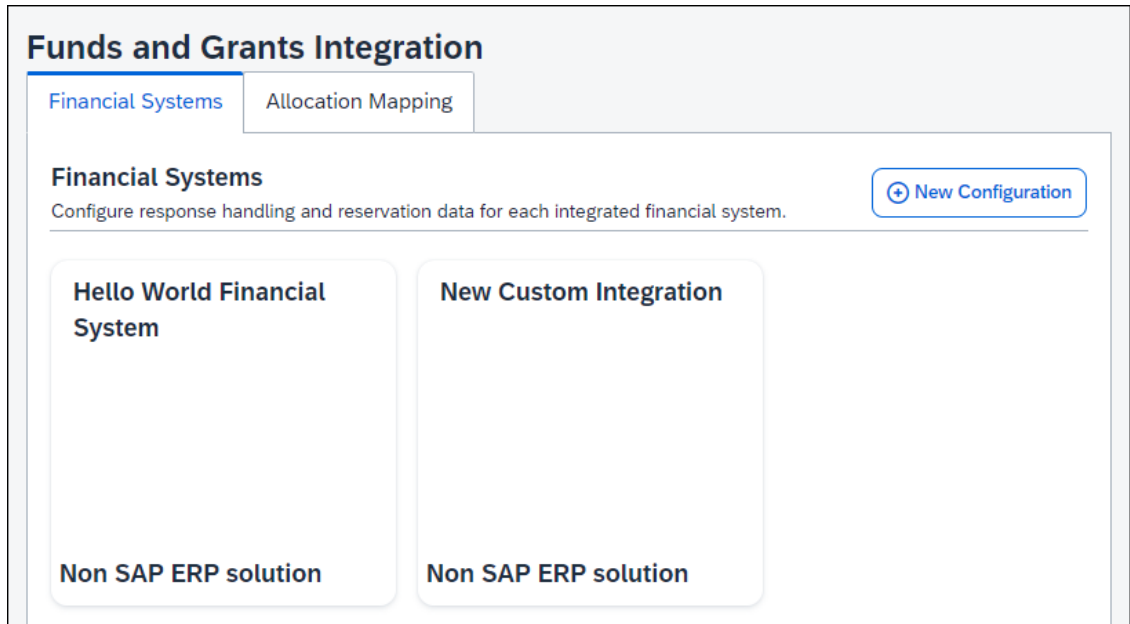 Funds and Grants Integration
Financial Systems
Allocation Mapping
Financial Systems
Configure response handling and reservation data for each integrated financial system.
New Configuration
Hello World Financial
System
Non SAP ERP solution
New Custom Integration
Non SAP ERP solution